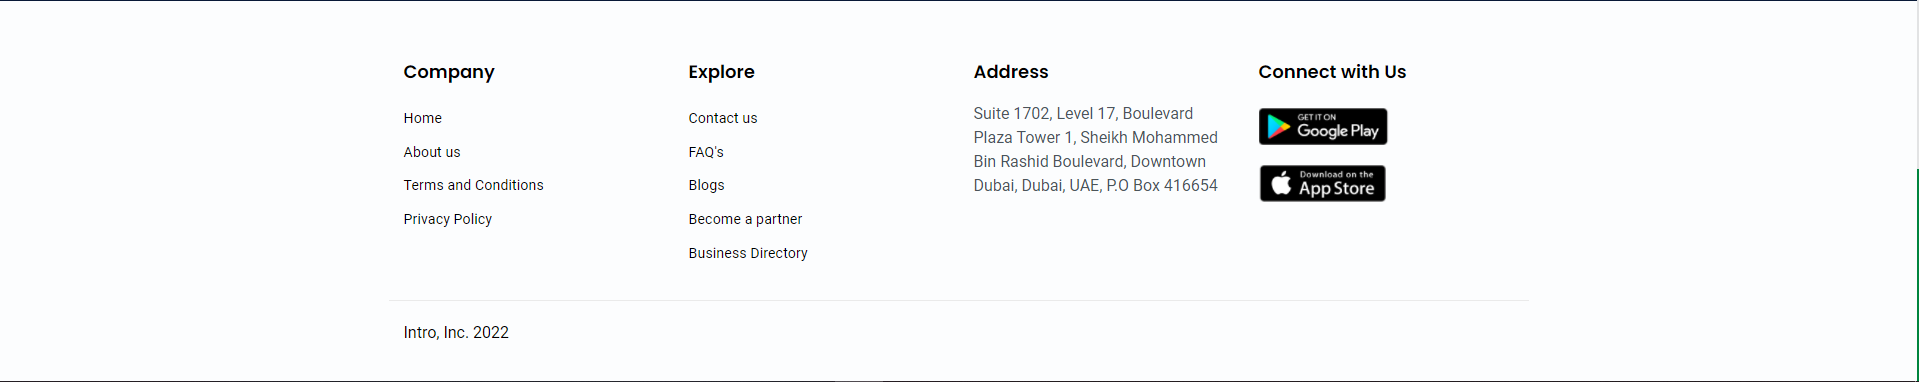 Company
Home
About us
Terms and Conditions
Privacy Policy
Explore
Contact us
FAQ's
Blogs
Become a partner
Business Directory
Address
Suite 1702, Level 17, Boulevard
Plaza Tower 1, Sheikh Mohammed
Bin Rashid Boulevard, Downtown
Dubai, Dubai, UAE, P.O Box 416654
Connect with Us
GET IT ON
Google Play
Download on the
App Store
Intro, Inc. 2022